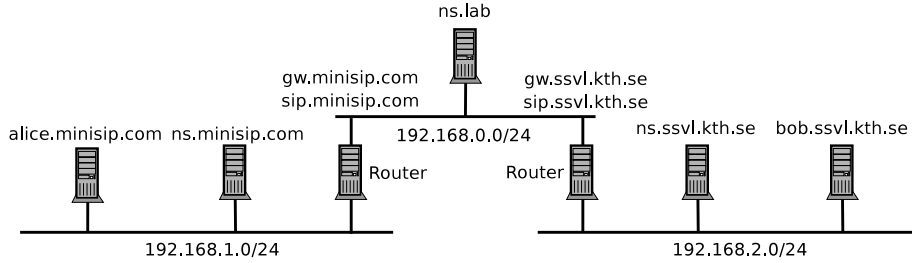 ns.lab
gw.minisip.com
sip.minisip.com
gw.ssvl.kth.se
sip.ssvl.kth.se
192.168.0.0/24
alice.minisip.com
ns.minisip.com
ns.ssvl.kth.se
bob.ssvl.kth.se
Router
Router
192.168.1.0/24
192.168.2.0/24